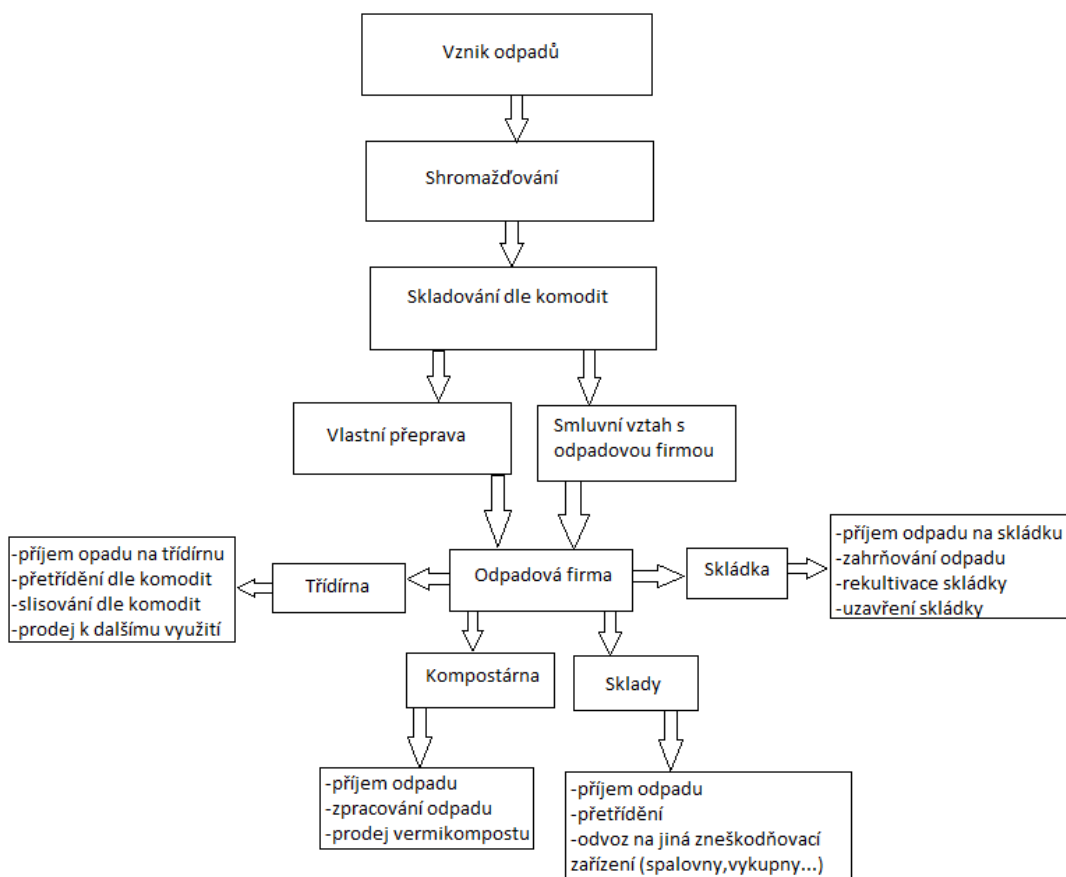 Vznik odpadů
Shromažďování
Skladování dle komodit
Vlastní přeprava
Smluvní vztah s
odpadovou firmou
-příjem opadu na třídírnu
-přetřídění dle komodit
-slisování dle komodit
-prodej k dalšímu využití
Třídírna
Odpadová firma
Skládka
-příjem odpadu na skládku
-zahrňování odpadu
-rekultivace skládky
-uzavření skládky
Kompostárna
Sklady
-příjem odpadu
-zpracování odpadu
-prodej vermikompostu
-příjem odpadu
-přetřídění
-odvoz na jiná zneškodňovací
zařízení (spalovny,vykupny...)